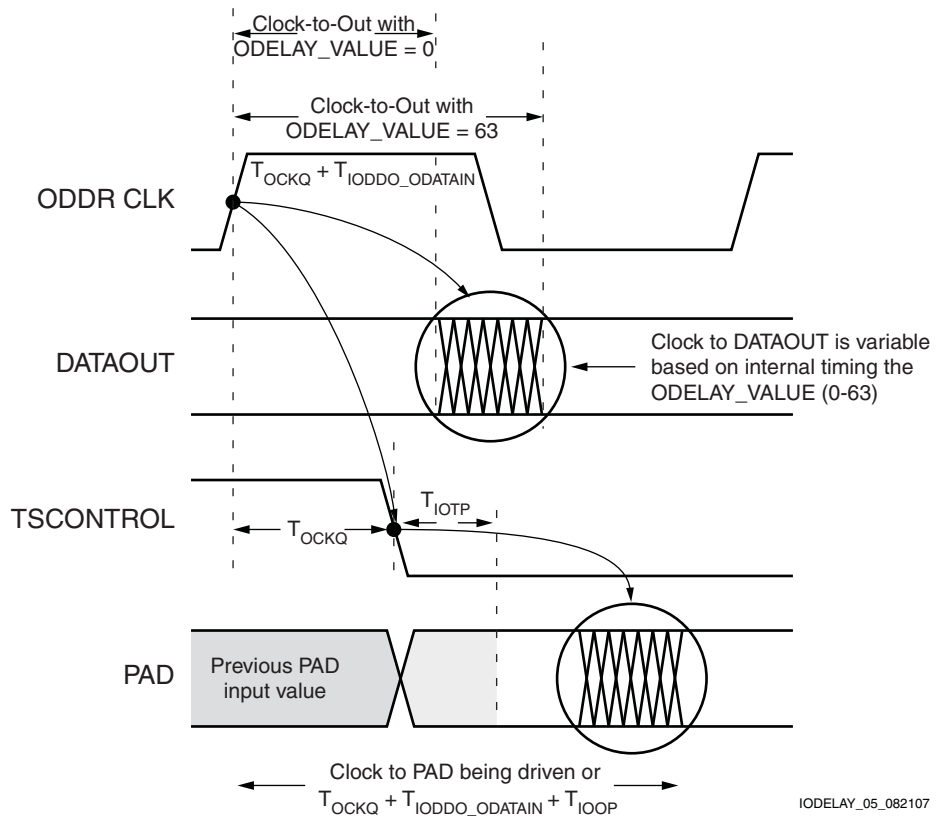 Clock-to-Out with
ODELAY_VALUE = 0
Clock-to-Out with
ODELAY_VALUE = 63
T_OCKQ + T_IODDO_ODATAIN
ODDR CLK
DATAOUT
Clock to DATAOUT is variable
based on internal timing the
ODELAY_VALUE (0-63)
TSCONTROL
T_IOTP
T_OCKQ
PAD
Previous PAD
input value
Clock to PAD being driven or
T_OCKQ + T_IODDO_ODATAIN + T_IOOP
IODELAY_05_082107